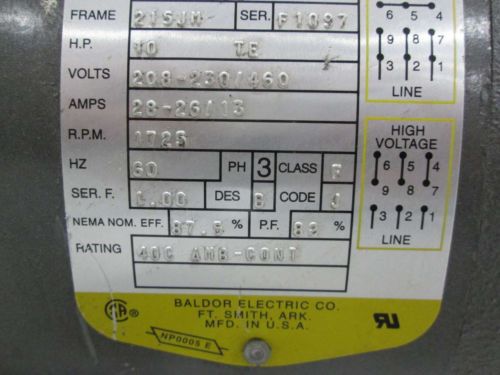 FRAME 215JM SER. F1097
H.P. 10 TE
VOLTS 208-230/460
AMPS 28-26/13
R.P.M. 1725
HZ 60 PH 3 CLASS F
SER. F. 1.00 DES B CODE J
NEMA NOM. EFF. 87.5 % P.F. 83 %
RATING 40C AMB-CONT
6 5 4
9 8 7
3 2 1
LINE
HIGH
VOLTAGE
6 5 4
9 8 7
3 2 1
LINE
BALDOR ELECTRIC CO.
FT. SMITH, ARK.
MFD. IN U.S.A.
NP0005 E